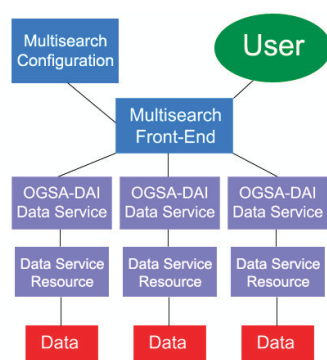 Multisearch
Configuration
User
Multisearch
Front-End
OGSA-DAI
Data Service
OGSA-DAI
Data Service
OGSA-DAI
Data Service
Data Service
Resource
Data Service
Resource
Data Service
Resource
Data
Data
Data